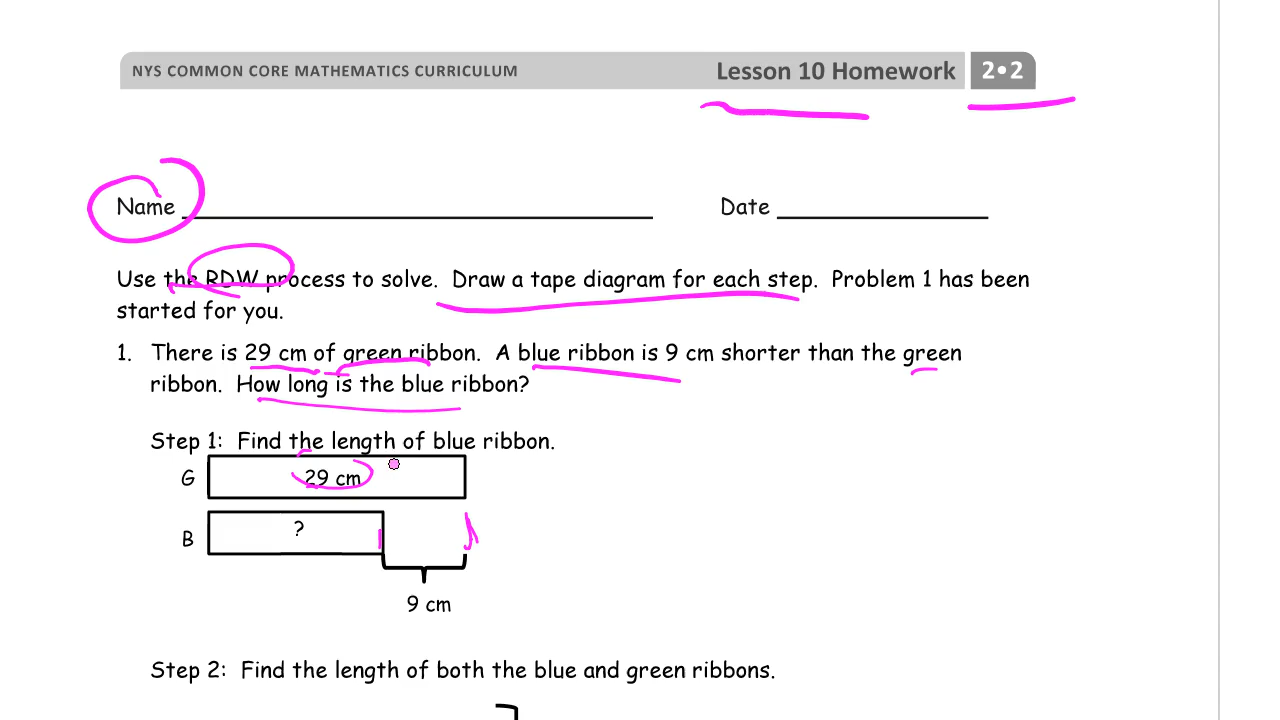 NYS COMMON CORE MATHEMATICS CURRICULUM Lesson 10 Homework 2•2
Name Date
Use the RDW process to solve. Draw a tape diagram for each step. Problem 1 has been
started for you.
1. There is 29 cm of green ribbon. A blue ribbon is 9 cm shorter than the green
ribbon. How long is the blue ribbon?
Step 1: Find the length of blue ribbon.
G 29 cm
B ?
9 cm
Step 2: Find the length of both the blue and green ribbons.